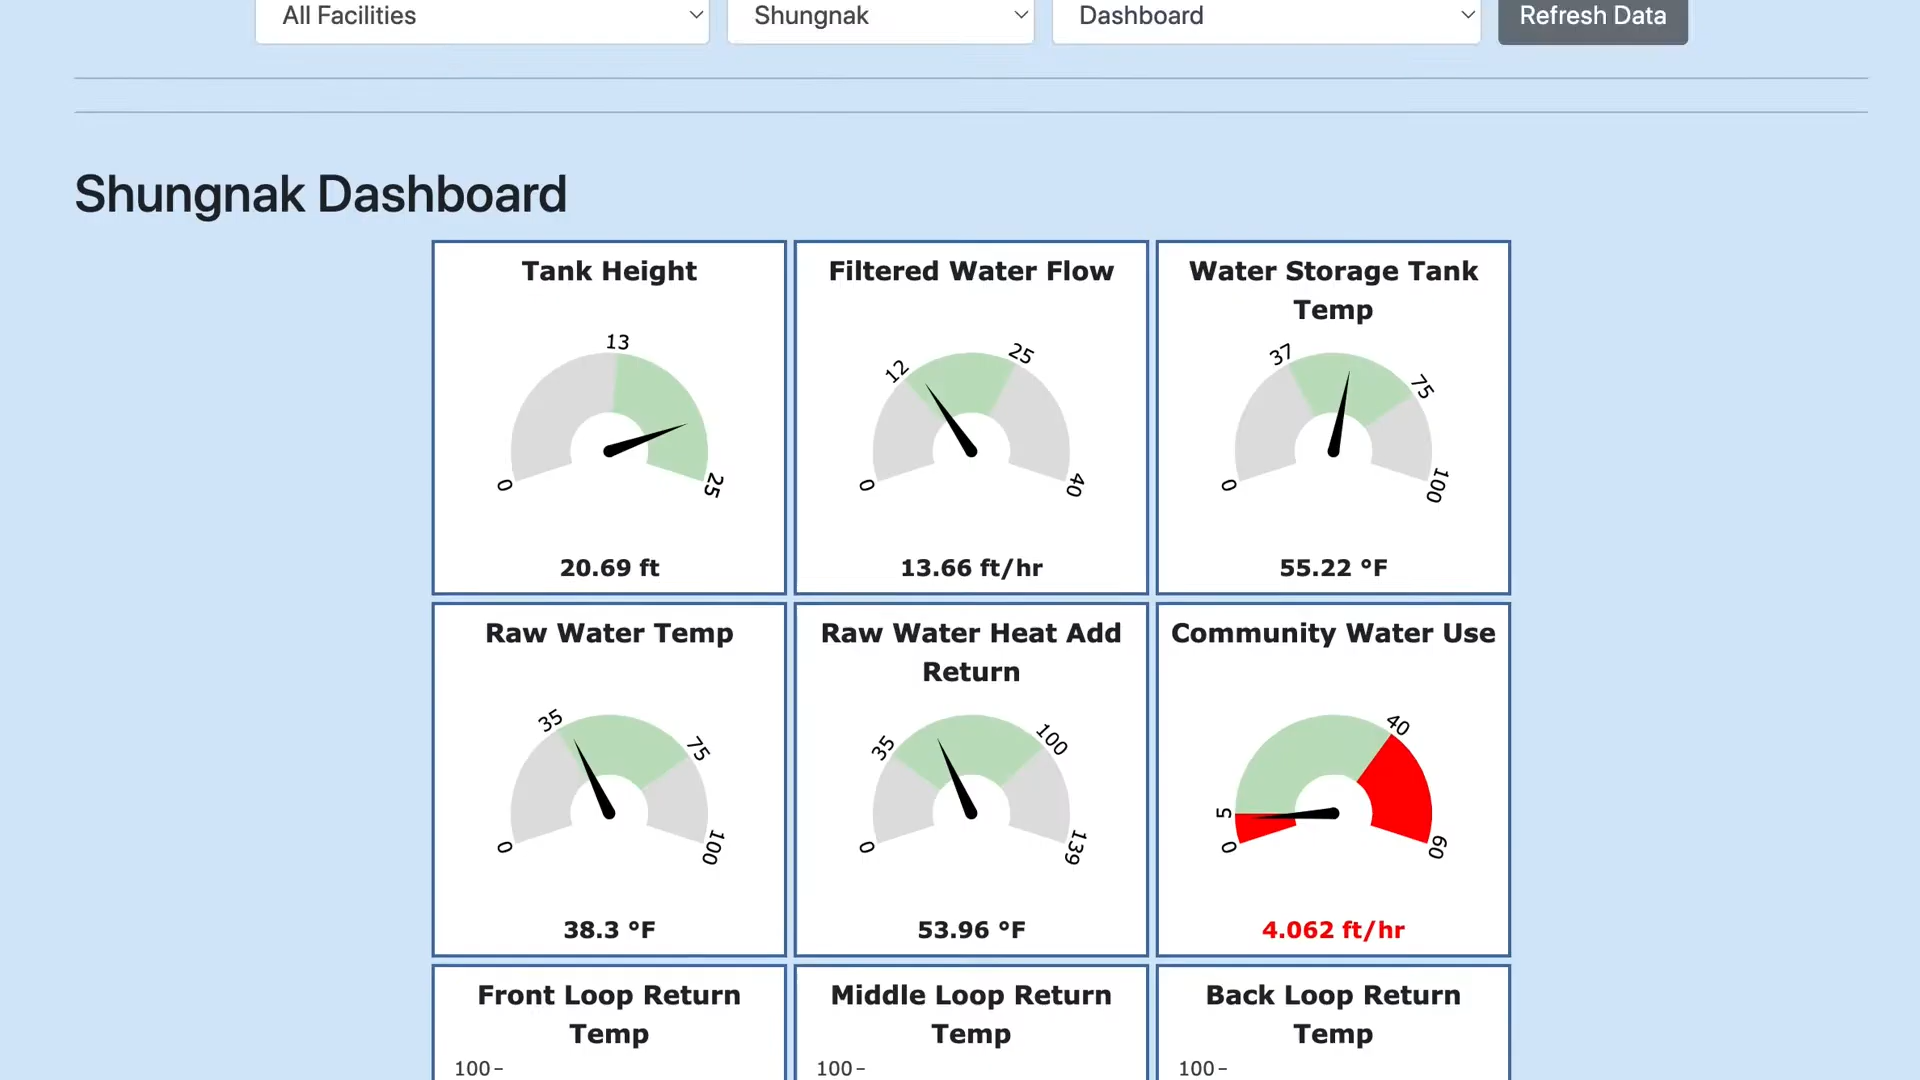 All Facilities
Shungnak
Dashboard
Refresh Data
Shungnak Dashboard
Tank Height
0
13
25
20.69 ft
Filtered Water Flow
0
12
25
40
13.66 ft/hr
Water Storage Tank
Temp
0
37
75
100
55.22 °F
Raw Water Temp
0
35
75
100
38.3 °F
Raw Water Heat Add
Return
0
35
100
139
53.96 °F
Community Water Use
0
5
40
60
4.062 ft/hr
Front Loop Return
Temp
100
Middle Loop Return
Temp
100
Back Loop Return
Temp
100